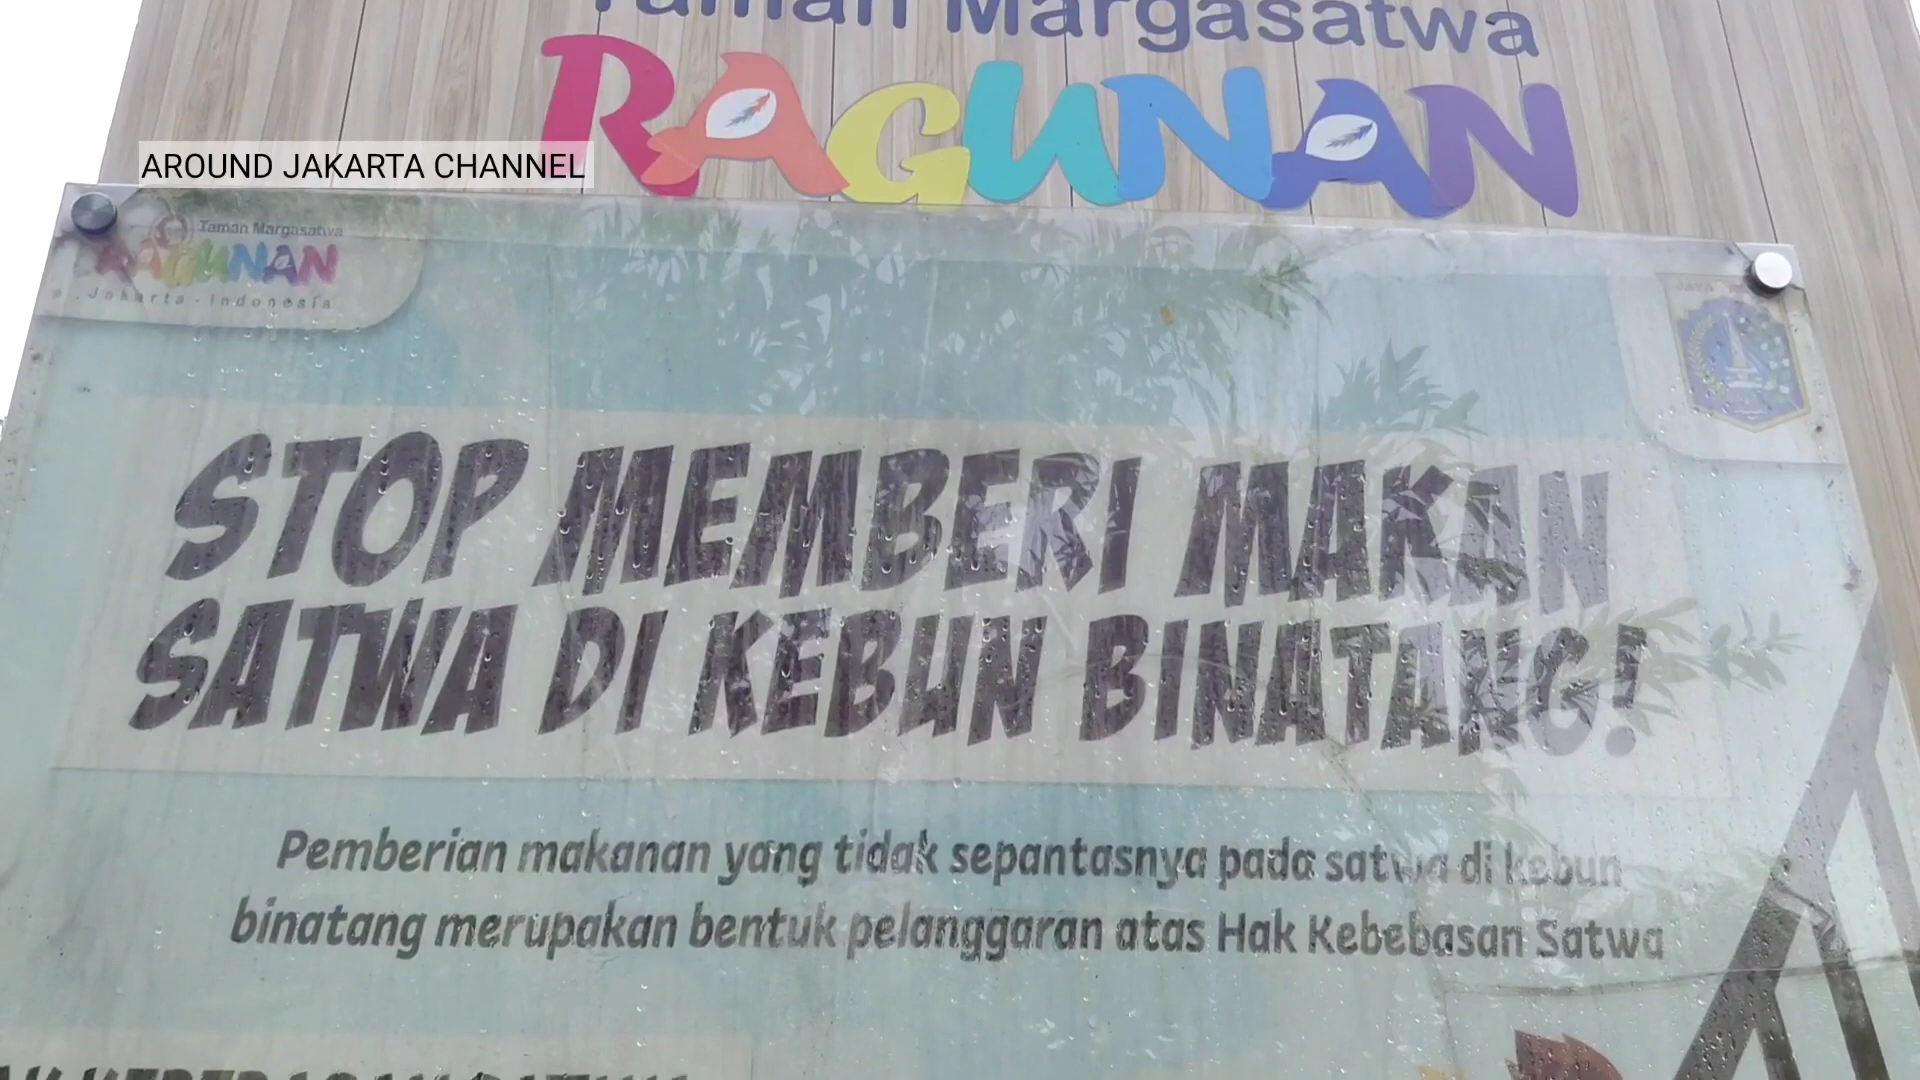 Taman Margasatwa
RAGUNAN
AROUND JAKARTA CHANNEL
Taman Margasatwa
RAGUNAN
Jakarta - Indonesia
STOP MEMBERI MAKAN
SATWA DI KEBUN BINATANG!
Pemberian makanan yang tidak sepantasnya pada satwa di kebun
binatang merupakan bentuk pelanggaran atas Hak Kebebasan Satwa